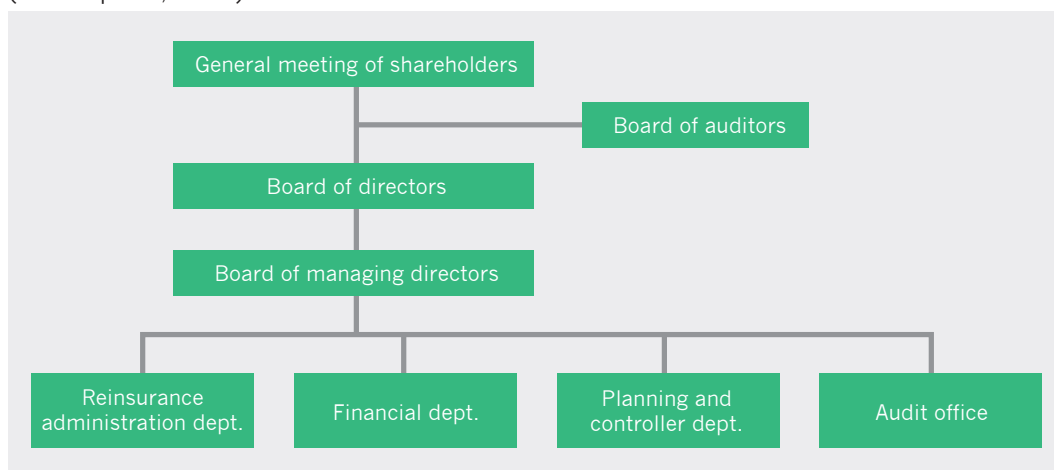 General meeting of shareholders
Board of auditors
Board of directors
Board of managing directors
Reinsurance
administration dept.
Financial dept.
Planning and
controller dept.
Audit office